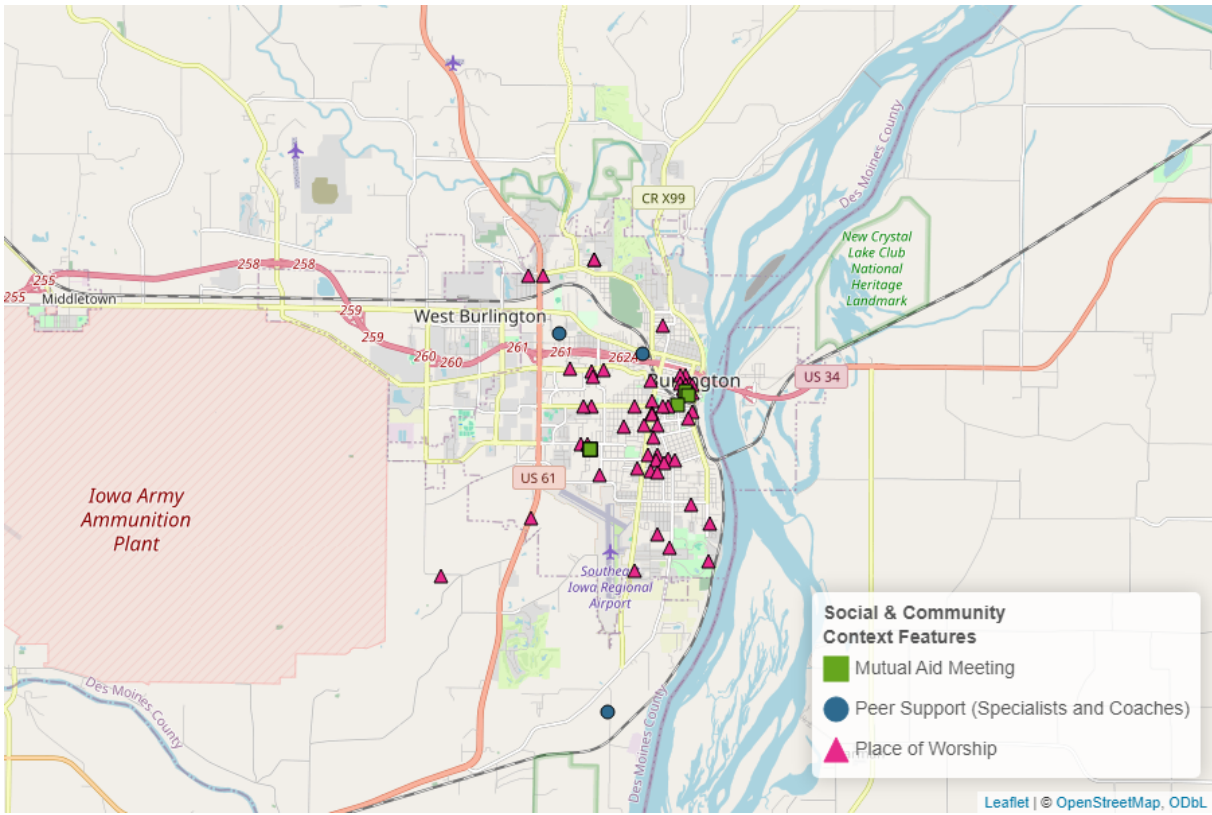 CR X99
Des Moines County
New Crystal
Lake Club
National
Heritage
Landmark
258
258
255
255
Middletown
259
259
West Burlington
260
260
261
261
262A
Burlington
US 34
US 61
Iowa Army
Ammunition
Plant
Southeast
Iowa Regional
Airport
Des Moines County
Des Moines County
Social & Community
Context Features
Mutual Aid Meeting
Peer Support (Specialists and Coaches)
Place of Worship
Leaflet | © OpenStreetMap, ODbL